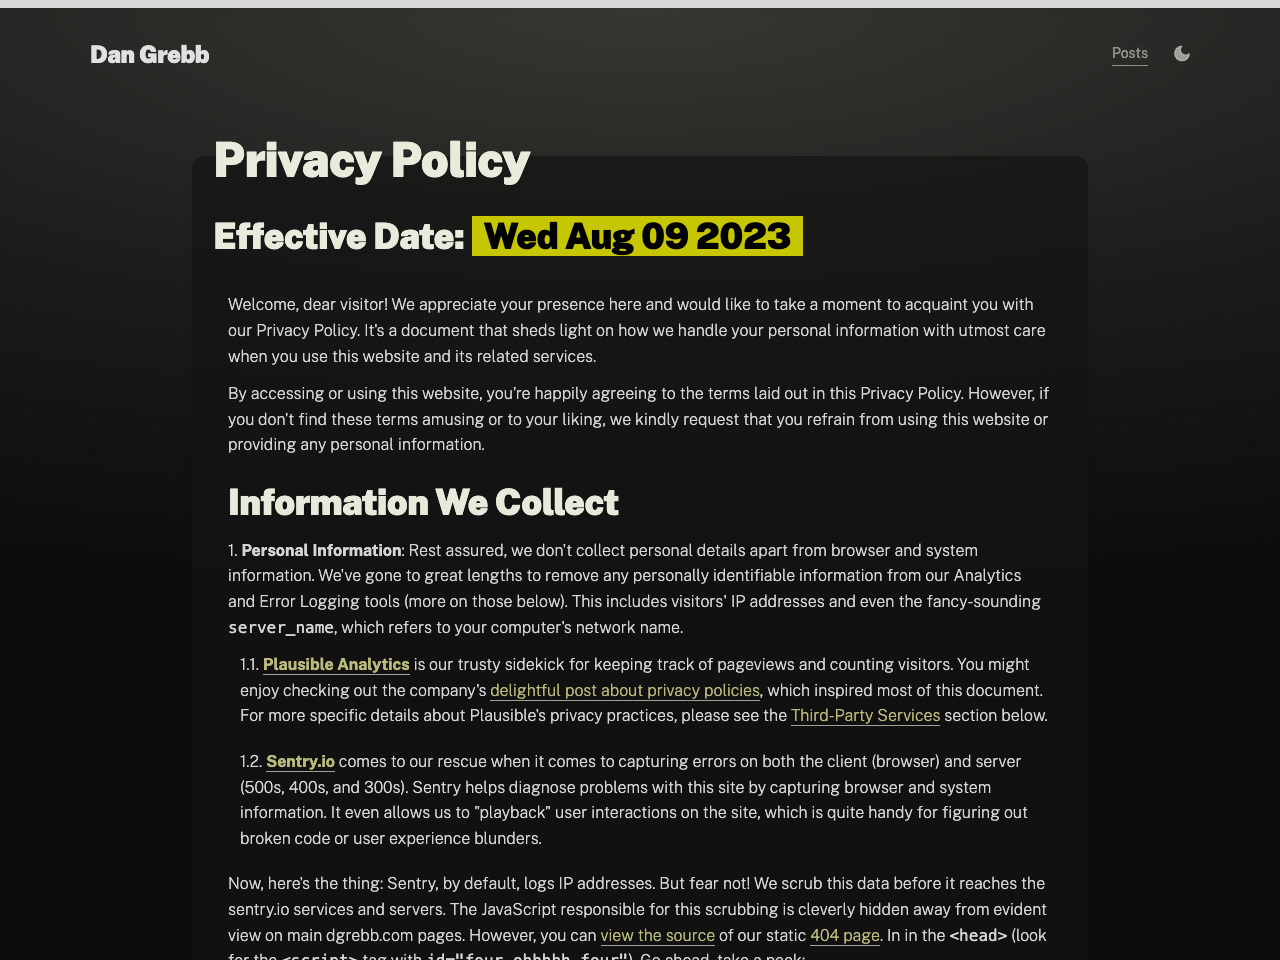 Dan Grebb
Posts
Privacy Policy
Effective Date: Wed Aug 09 2023
Welcome, dear visitor! We appreciate your presence here and would like to take a moment to acquaint you with
our Privacy Policy. It's a document that sheds light on how we handle your personal information with utmost care
when you use this website and its related services.
By accessing or using this website, you're happily agreeing to the terms laid out in this Privacy Policy. However, if
you don't find these terms amusing or to your liking, we kindly request that you refrain from using this website or
providing any personal information.
Information We Collect
1. Personal Information: Rest assured, we don't collect personal details apart from browser and system
information. We've gone to great lengths to remove any personally identifiable information from our Analytics
and Error Logging tools (more on those below). This includes visitors' IP addresses and even the fancy-sounding
server_name, which refers to your computer's network name.
1.1. Plausible Analytics is our trusty sidekick for keeping track of pageviews and counting visitors. You might
enjoy checking out the company's delightful post about privacy policies, which inspired most of this document.
For more specific details about Plausible's privacy practices, please see the Third-Party Services section below.
1.2. Sentry.io comes to our rescue when it comes to capturing errors on both the client (browser) and server
(500s, 400s, and 300s). Sentry helps diagnose problems with this site by capturing browser and system
information. It even allows us to "playback" user interactions on the site, which is quite handy for figuring out
broken code or user experience blunders.
Now, here's the thing: Sentry, by default, logs IP addresses. But fear not! We scrub this data before it reaches the
sentry.io services and servers. The JavaScript responsible for this scrubbing is cleverly hidden away from evident
view on main dgrebb.com pages. However, you can view the source of our static 404 page. In in the <head> (look
for the <script> tag with id="four-ohhhhh-four"). Go ahead, take a peek: